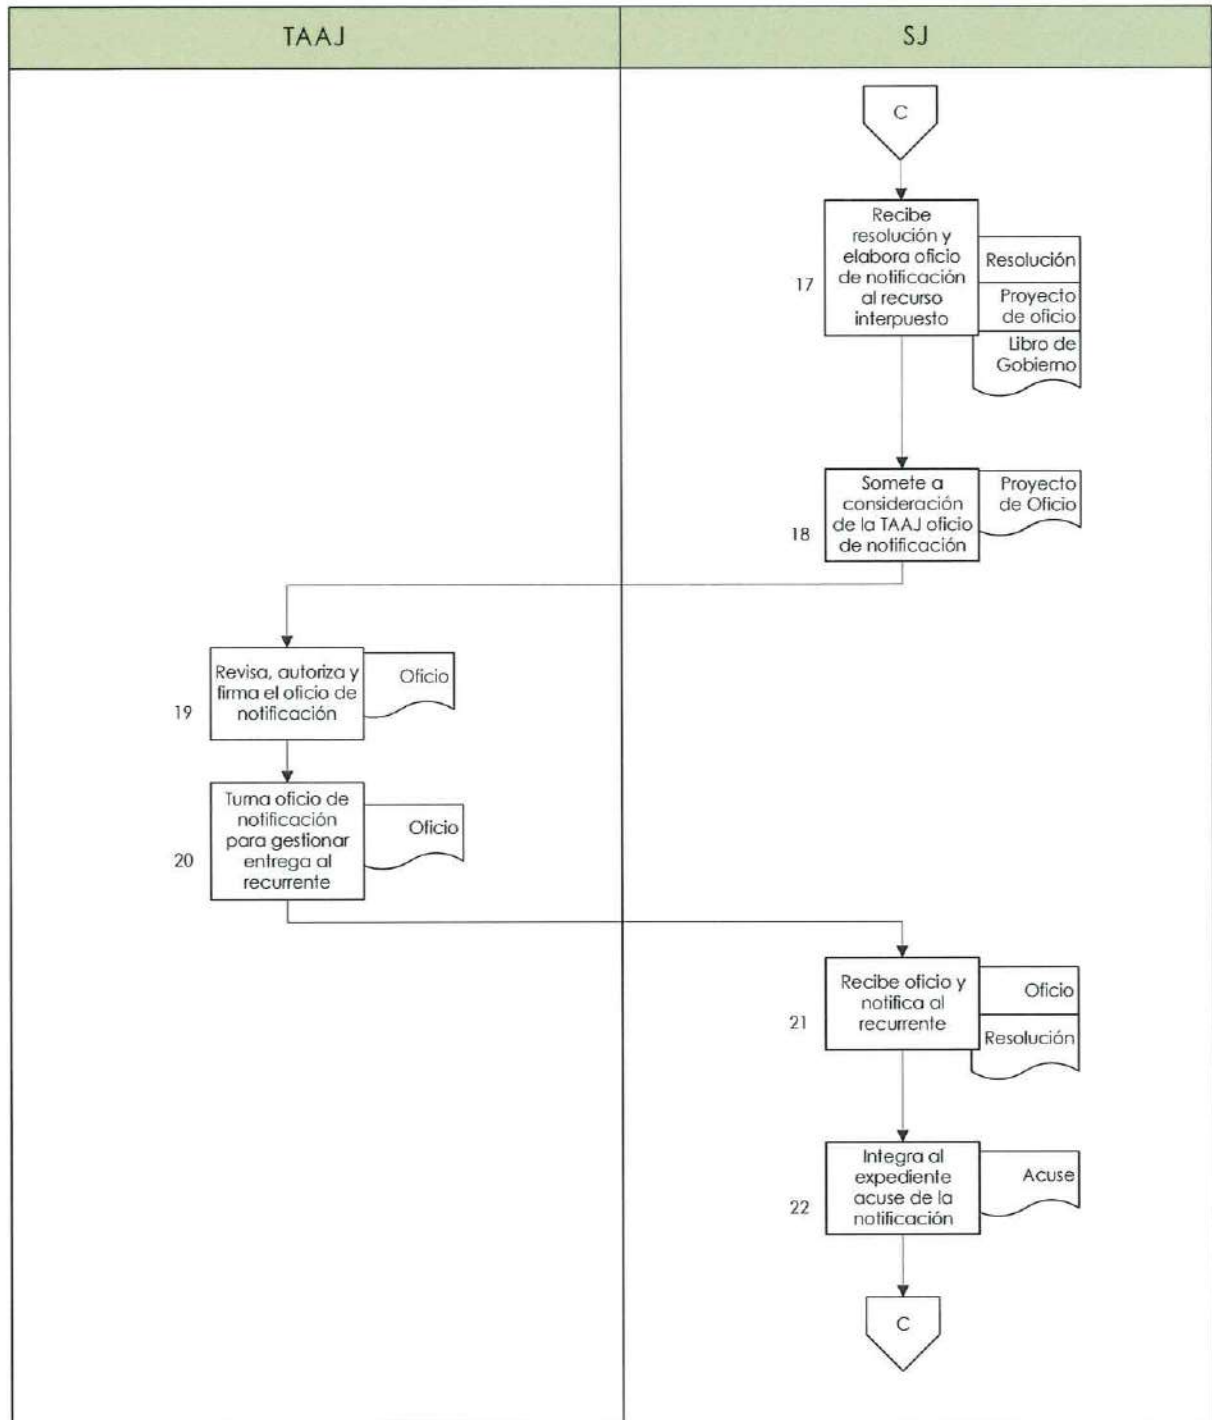 TAAJ
SJ
C
17
Recibe
resolución y
elabora oficio
de notificación
al recurso
interpuesto
Resolución
Proyecto
de oficio
Libro de
Gobierno
18
Somete a
consideración
de la TAAJ oficio
de notificación
Proyecto
de Oficio
19
Revisa, autoriza y
firma el oficio de
notificación
Oficio
20
Turna oficio de
notificación
para gestionar
entrega al
recurrente
Oficio
21
Recibe oficio y
notifica al
recurrente
Oficio
Resolución
22
Integra al
expediente
acuse de la
notificación
Acuse
C